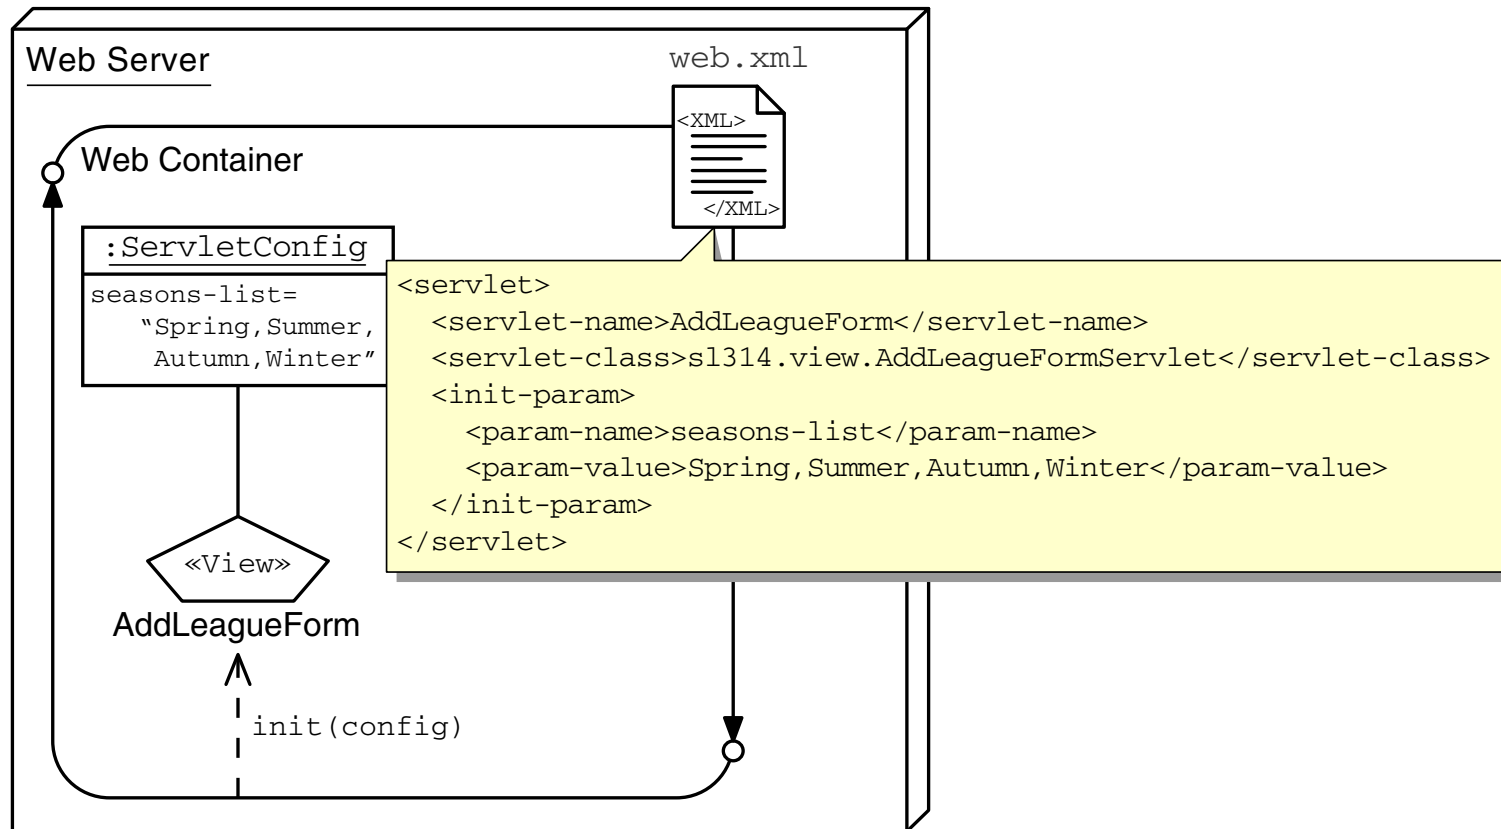 Web Server
web.xml
<XML>
</XML>
Web Container
:ServletConfig
seasons-list=
“Spring,Summer,
Autumn,Winter”
<servlet>
<servlet-name>AddLeagueForm</servlet-name>
<servlet-class>sl314.view.AddLeagueFormServlet</servlet-class>
<init-param>
<param-name>seasons-list</param-name>
<param-value>Spring,Summer,Autumn,Winter</param-value>
</init-param>
</servlet>
«View»
AddLeagueForm
init(config)